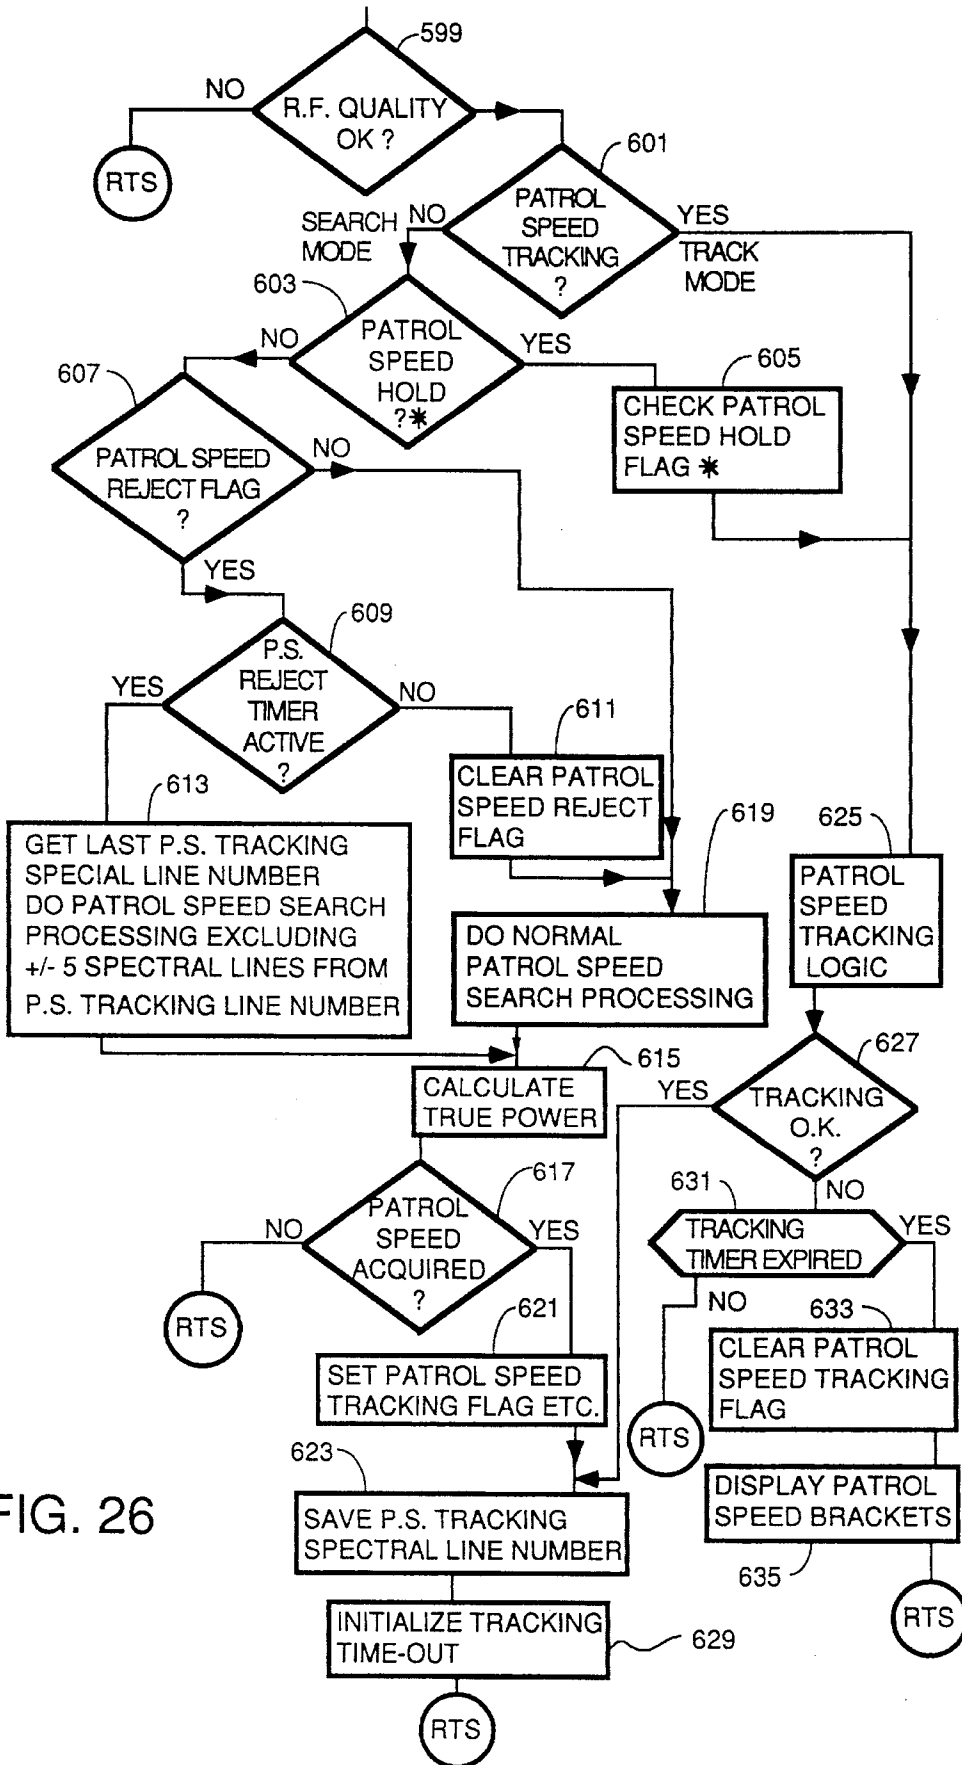 599
NO
R.F. QUALITY
OK ?
RTS
601
PATROL
SPEED
TRACKING
?
SEARCH
MODE
NO
YES
TRACK
MODE
603
PATROL
SPEED
HOLD
?*
NO
YES
605
CHECK PATROL
SPEED HOLD
FLAG *
607
PATROL SPEED
REJECT FLAG
?
NO
YES
609
P.S.
REJECT
TIMER
ACTIVE
?
YES
NO
611
CLEAR PATROL
SPEED REJECT
FLAG
613
GET LAST P.S. TRACKING
SPECIAL LINE NUMBER
DO PATROL SPEED SEARCH
PROCESSING EXCLUDING
+/- 5 SPECTRAL LINES FROM
P.S. TRACKING LINE NUMBER
619
DO NORMAL
PATROL SPEED
SEARCH PROCESSING
625
PATROL
SPEED
TRACKING
LOGIC
615
CALCULATE
TRUE POWER
627
YES
TRACKING
O.K.
?
NO
617
PATROL
SPEED
ACQUIRED
?
NO
YES
RTS
631
TRACKING
TIMER EXPIRED
YES
NO
RTS
621
SET PATROL SPEED
TRACKING FLAG ETC.
633
CLEAR PATROL
SPEED TRACKING
FLAG
623
SAVE P.S. TRACKING
SPECTRAL LINE NUMBER
DISPLAY PATROL
SPEED BRACKETS
635
RTS
INITIALIZE TRACKING
TIME-OUT
629
RTS
FIG. 26